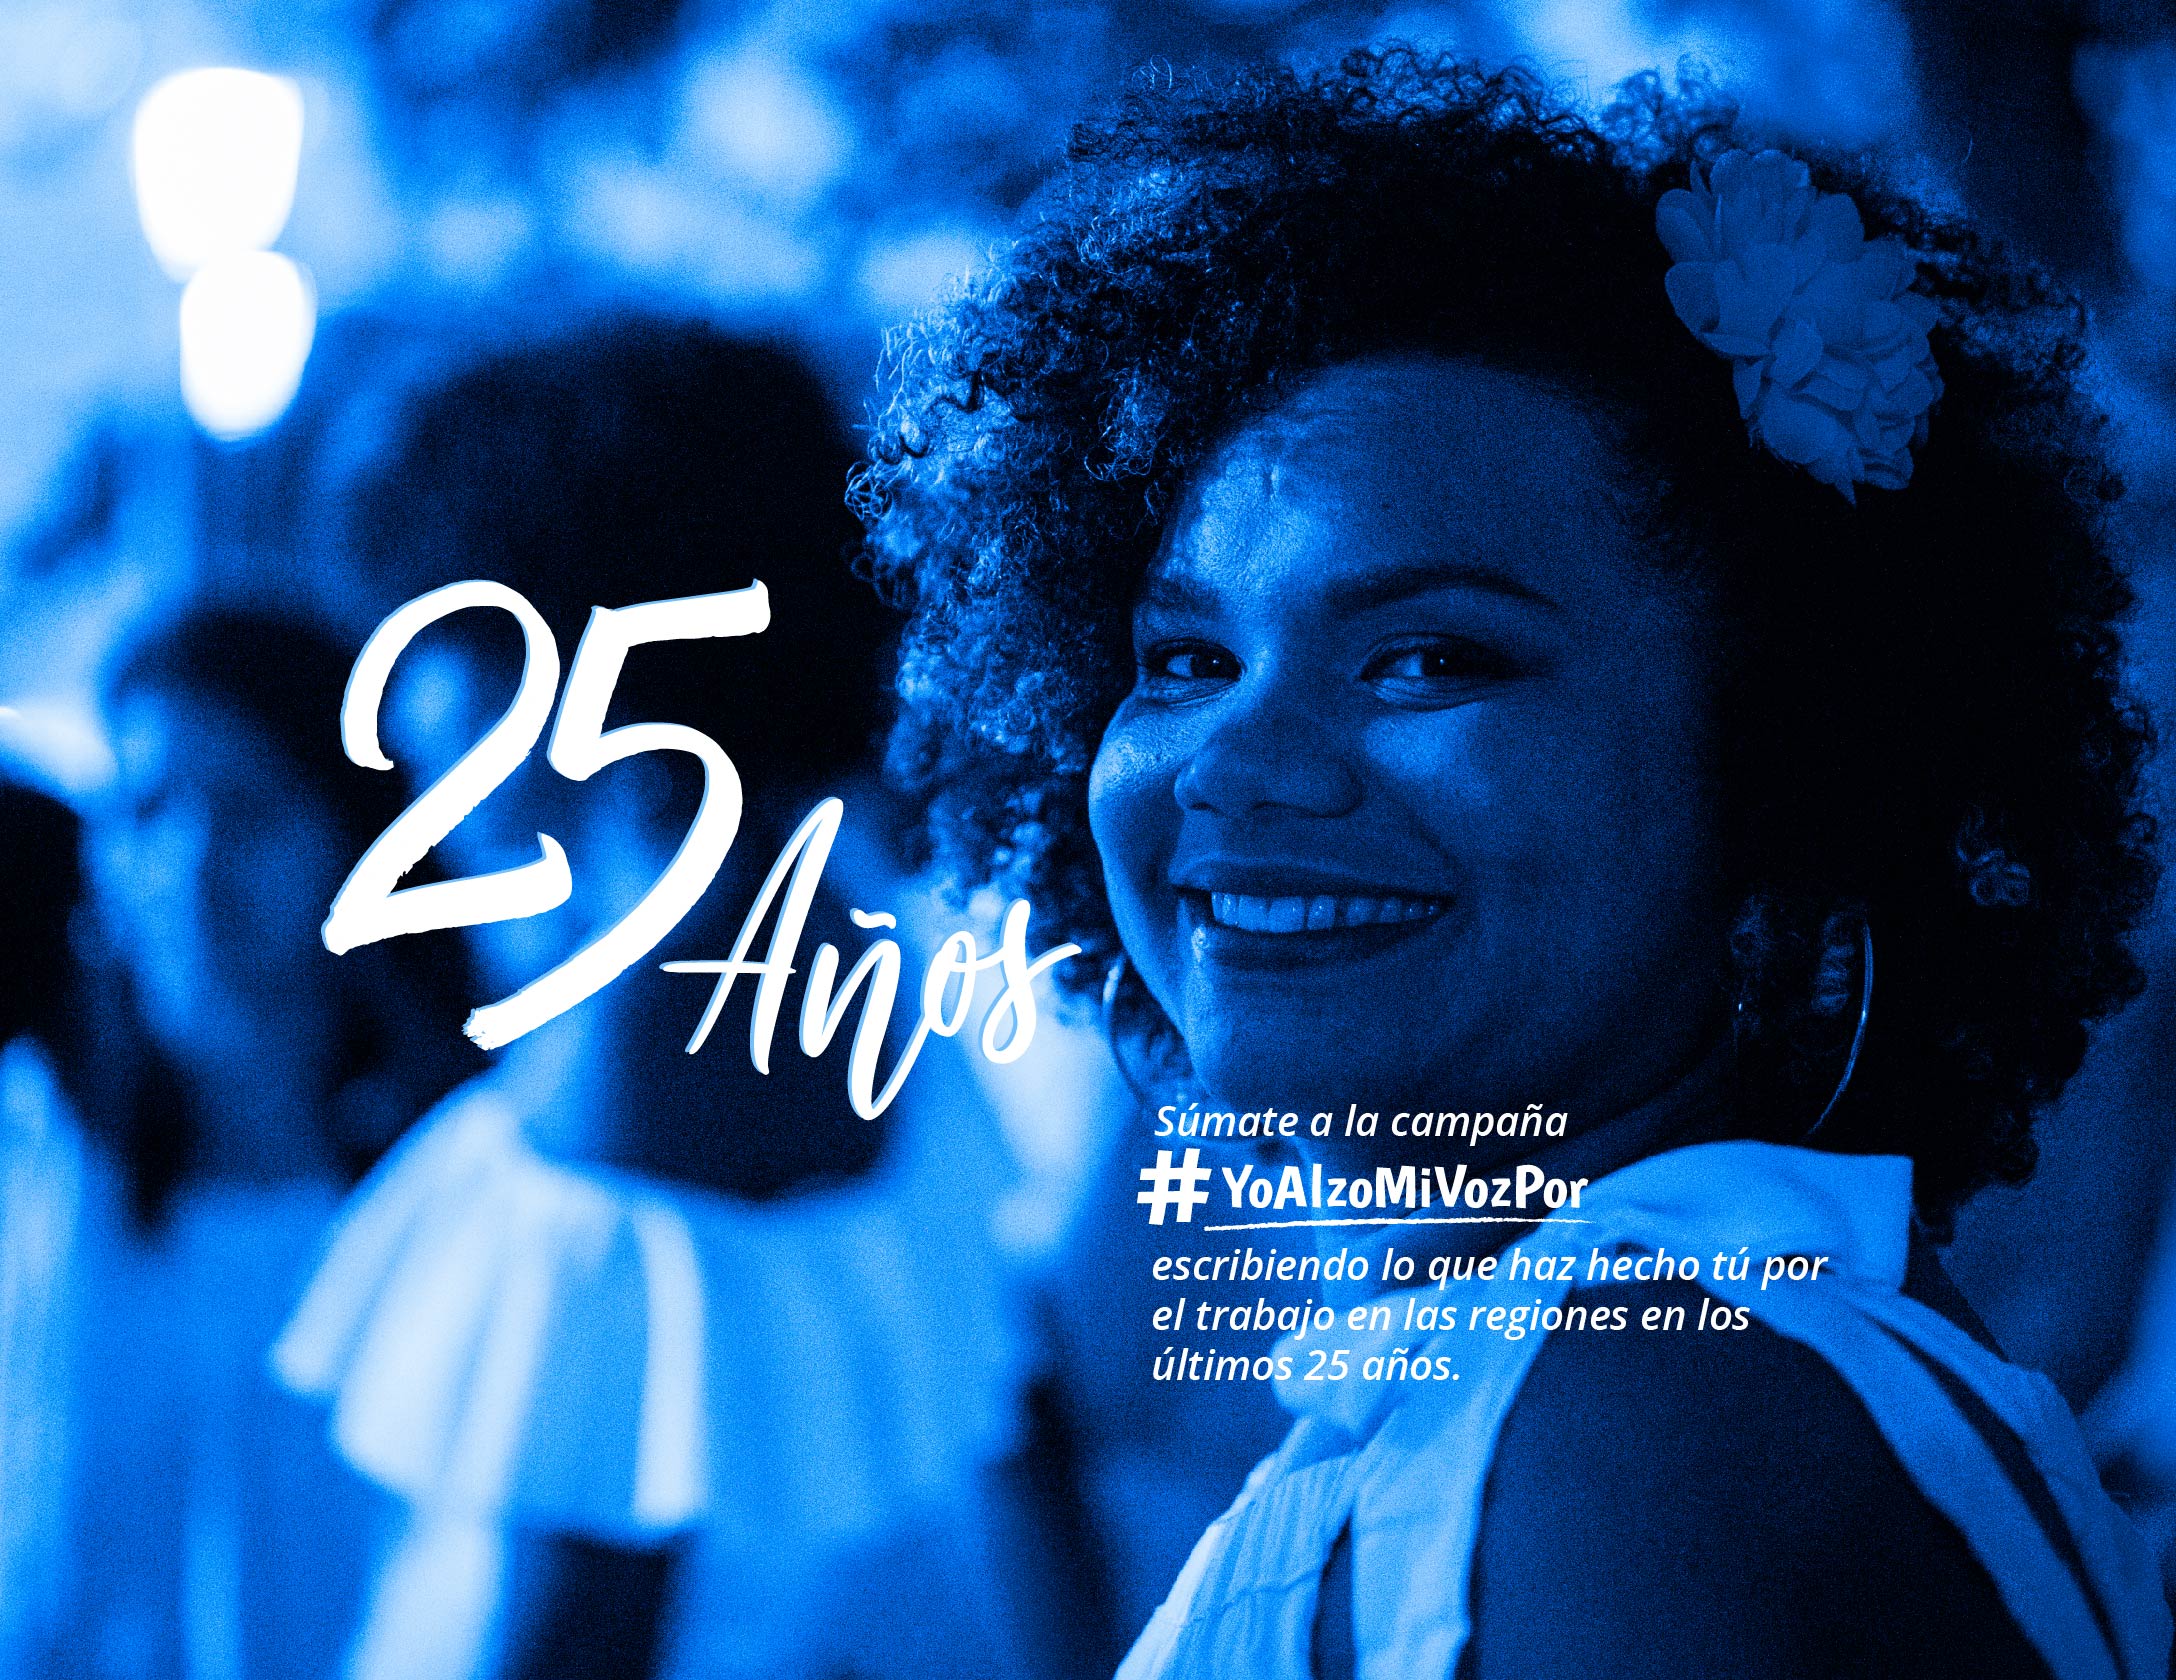 25
Años
Súmate a la campaña
#YoAlzoMiVozPor
escribiendo lo que haz hecho tú por
el trabajo en las regiones en los
últimos 25 años.